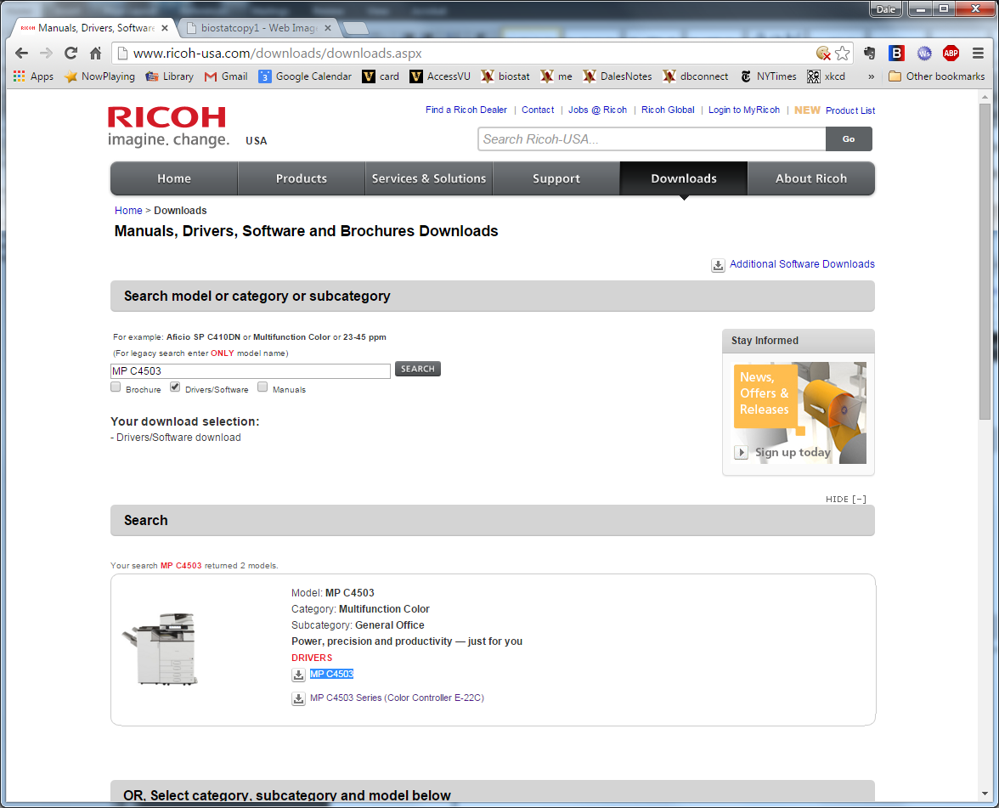 Dale
RICOH Manuals, Drivers, Software
biostatcopy1 - Web Imag
www.ricoh-usa.com/downloads/downloads.aspx
B
Ws
ABP
Apps
NowPlaying
Library
Gmail
3 Google Calendar
V card
V AccessVU
biostat
me
DalesNotes
dbconnect
NYTimes
xkcd
»
Other bookmarks
RICOH
imagine. change.
USA
Find a Ricoh Dealer | Contact | Jobs @ Ricoh | Ricoh Global | Login to MyRicoh | NEW Product List
Search Ricoh-USA...
Go
Home
Products
Services & Solutions
Support
Downloads
About Ricoh
Home > Downloads
Manuals, Drivers, Software and Brochures Downloads
Additional Software Downloads
Search model or category or subcategory
For example: Aficio SP C410DN or Multifunction Color or 23-45 ppm
(For legacy search enter ONLY model name)
MP C4503
SEARCH
Brochure
Drivers/Software
Manuals
Your download selection:
- Drivers/Software download
Stay Informed
News,
Offers &
Releases
Sign up today
HIDE [−]
Search
Your search MP C4503 returned 2 models.
Model: MP C4503
Category: Multifunction Color
Subcategory: General Office
Power, precision and productivity — just for you
DRIVERS
MP C4503
MP C4503 Series (Color Controller E-22C)
OR, Select category, subcategory and model below